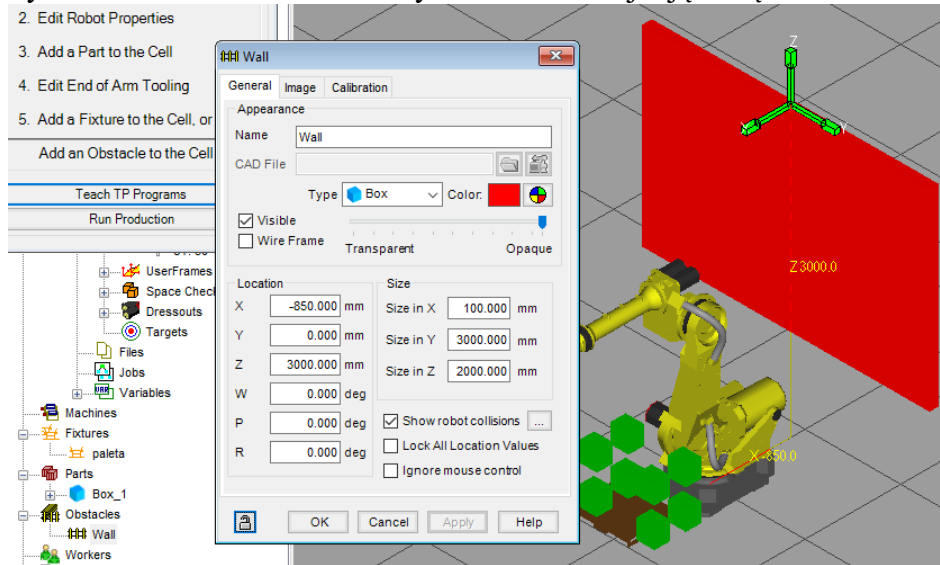 2. Edit Robot Properties
3. Add a Part to the Cell
4. Edit End of Arm Tooling
5. Add a Fixture to the Cell, or
Add an Obstacle to the Cell
Teach TP Programs
Run Production
UserFrames
Space Chec
Dressouts
Targets
Files
Jobs
Variables
Machines
Fixtures
paleta
Parts
Box_1
Obstacles
Wall
Workers
Wall
General Image Calibration
Appearance
Name Wall
CAD File
Type Box Color:
Visible
Wire Frame
Transparent Opaque
Location
X -850.000 mm
Y 0.000 mm
Z 3000.000 mm
W 0.000 deg
P 0.000 deg
R 0.000 deg
Size
Size in X 100.000 mm
Size in Y 3000.000 mm
Size in Z 2000.000 mm
Show robot collisions ...
Lock All Location Values
Ignore mouse control
OK Cancel Apply Help
Z
Y
Z 3000.0
X -850.0